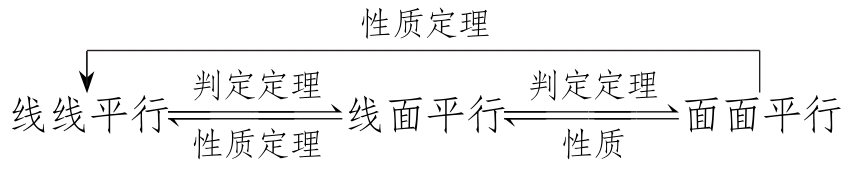 性质定理
判定定理 判定定理
线线平行 线面平行 面面平行
性质定理 性质